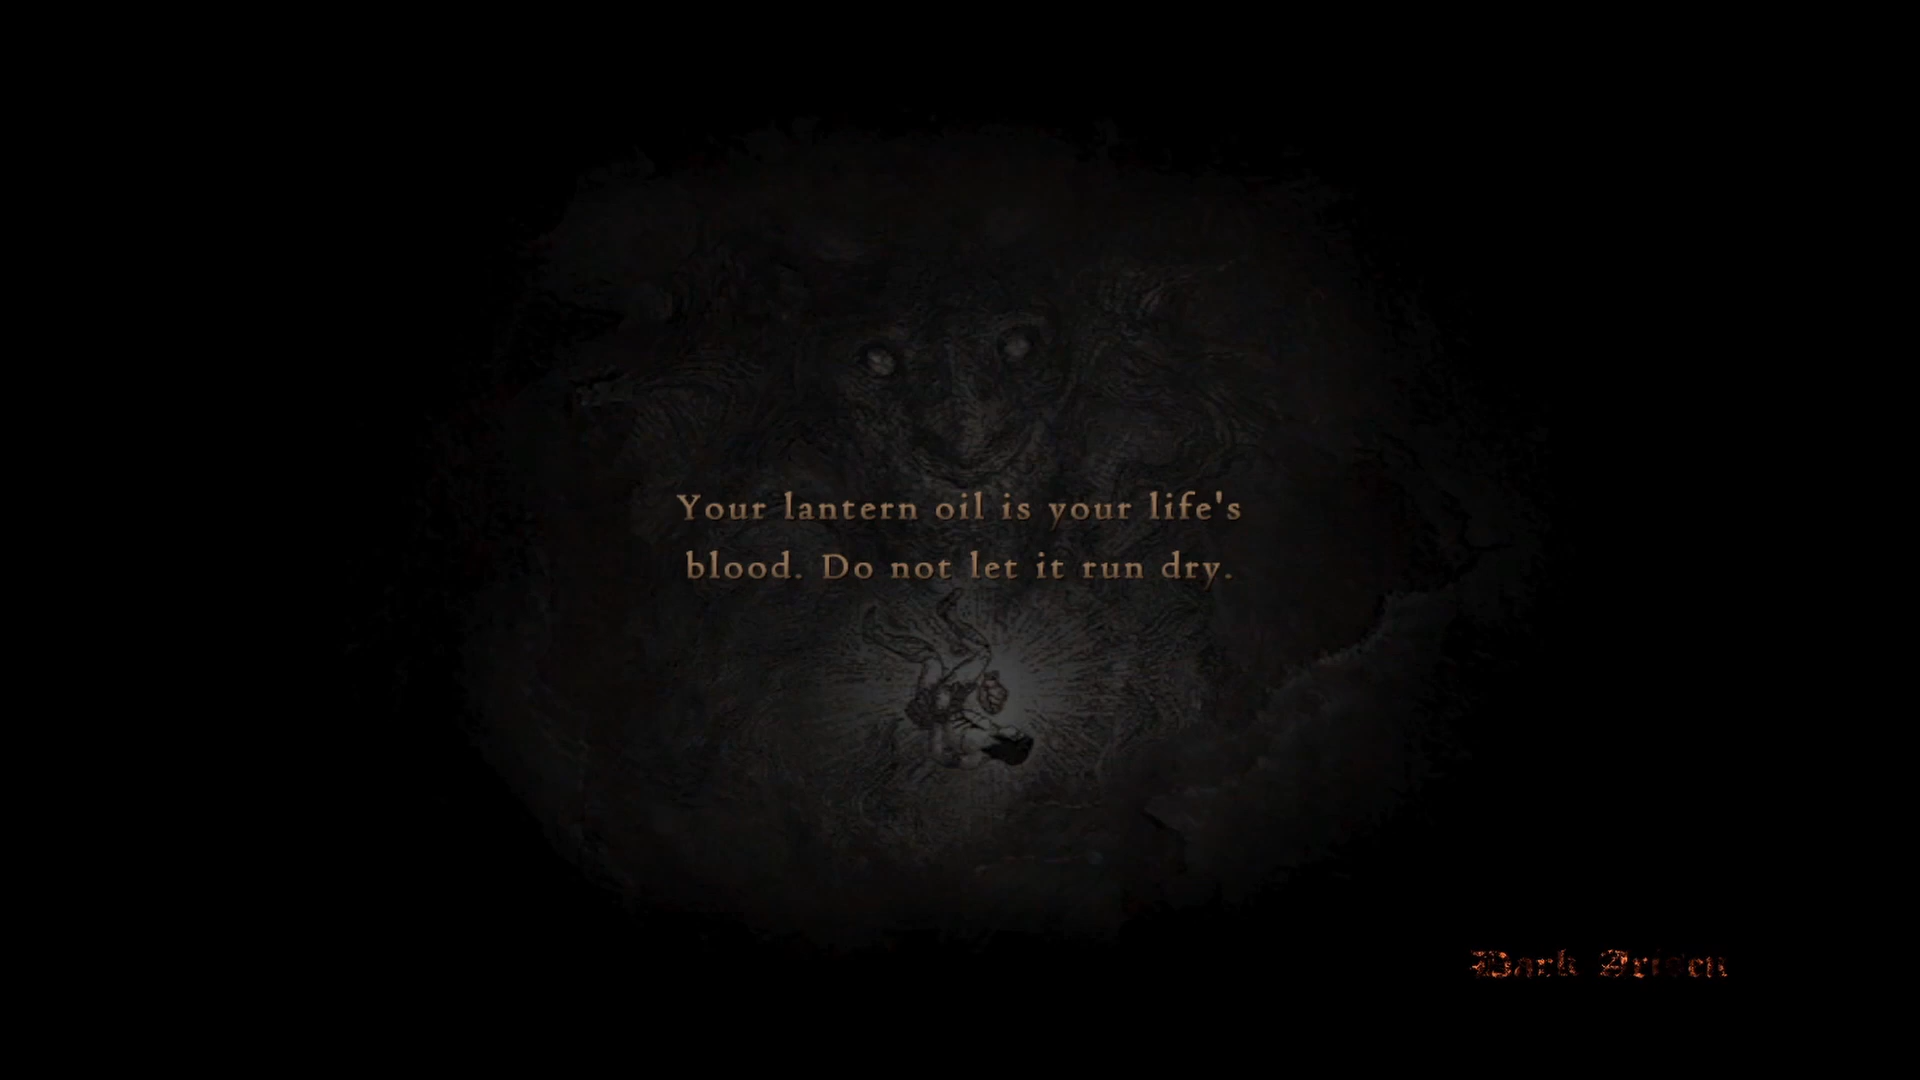 Your lantern oil is your life's
blood. Do not let it run dry.
Dark Arisen